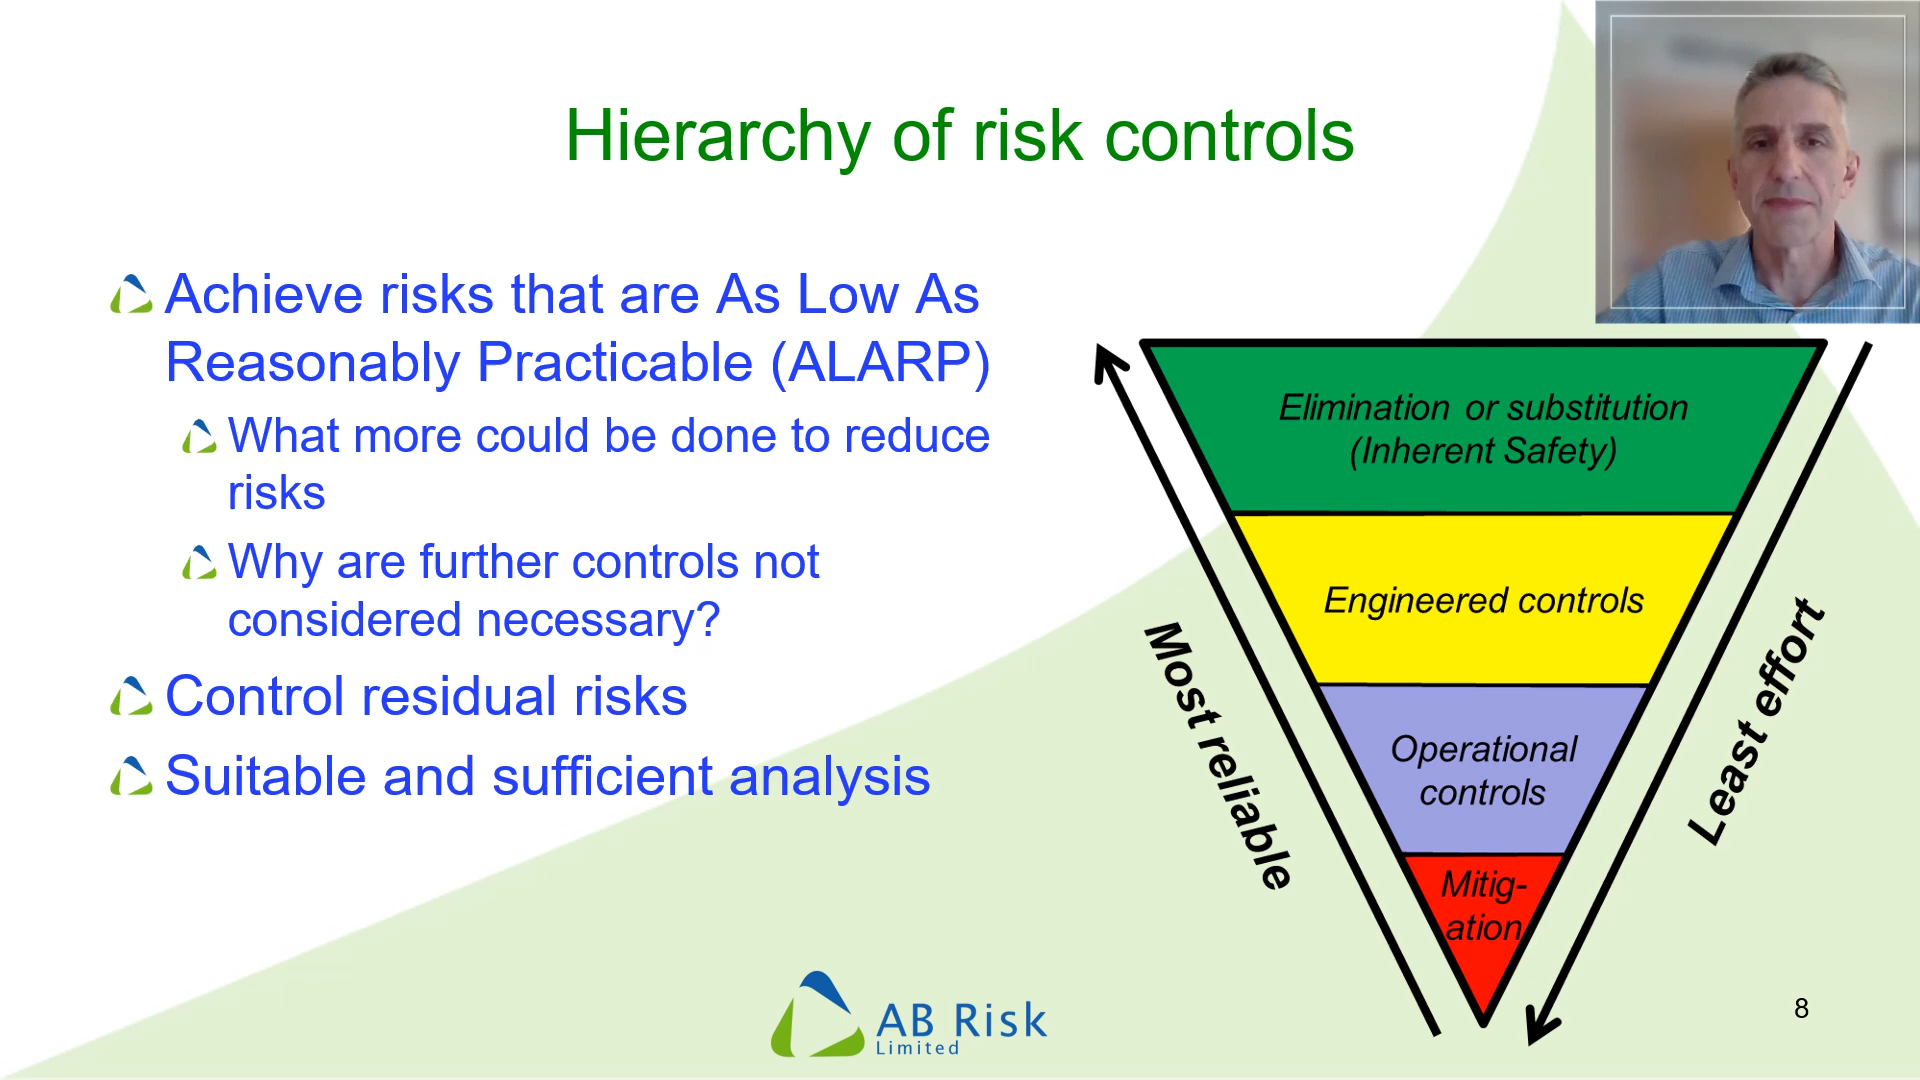 Hierarchy of risk controls
Achieve risks that are As Low As
Reasonably Practicable (ALARP)
What more could be done to reduce
risks
Why are further controls not
considered necessary?
Control residual risks
Suitable and sufficient analysis
Elimination or substitution
(Inherent Safety)
Engineered controls
Operational
controls
Mitig-
ation
Most reliable
Least effort
AB Risk
Limited
8